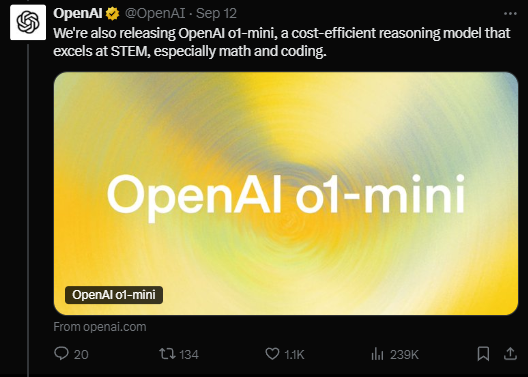 OpenAI @OpenAI · Sep 12
We're also releasing OpenAI o1-mini, a cost-efficient reasoning model that
excels at STEM, especially math and coding.
OpenAI o1-mini
OpenAI o1-mini
From openai.com
20 134 1.1K 239K